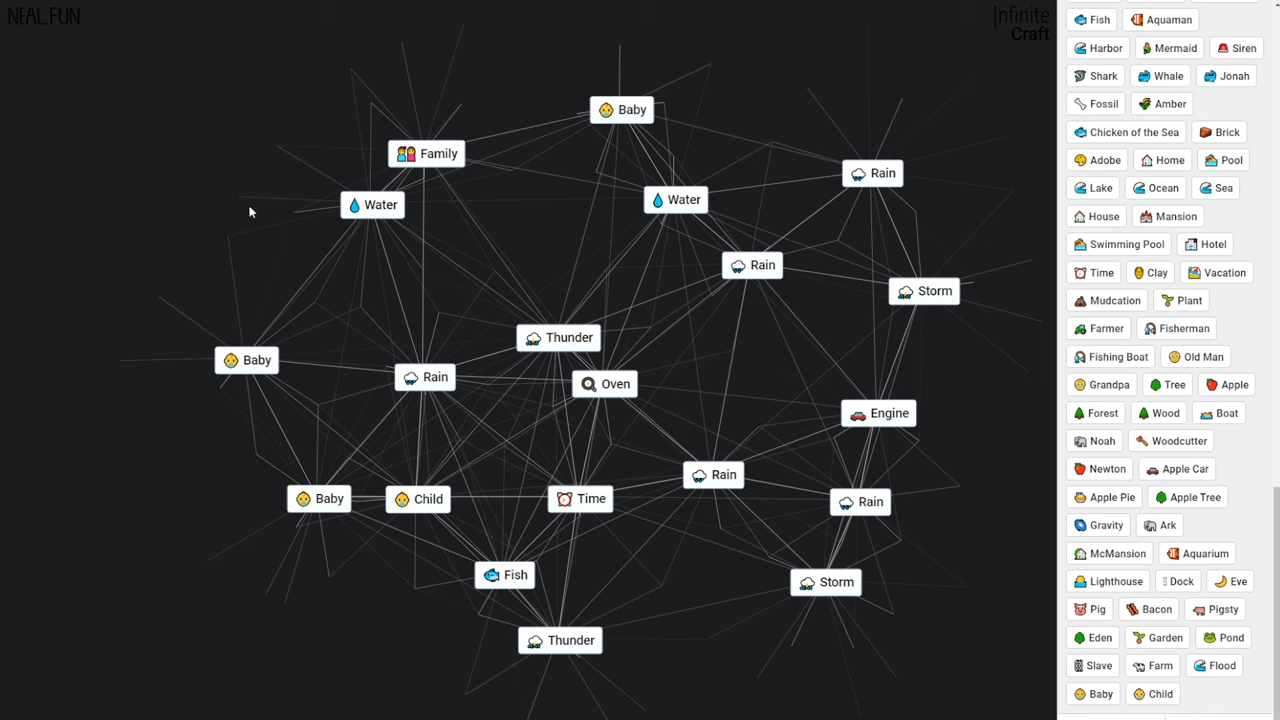 NEAL.FUN
Infinite
Craft
Baby
Family
Water
Water
Rain
Rain
Storm
Thunder
Baby
Rain
Oven
Engine
Rain
Baby
Child
Time
Rain
Fish
Storm
Thunder
Fish Aquaman
Harbor Mermaid Siren
Shark Whale Jonah
Fossil Amber
Chicken of the Sea Brick
Adobe Home Pool
Lake Ocean Sea
House Mansion
Swimming Pool Hotel
Time Clay Vacation
Mudcation Plant
Farmer Fisherman
Fishing Boat Old Man
Grandpa Tree Apple
Forest Wood Boat
Noah Woodcutter
Newton Apple Car
Apple Pie Apple Tree
Gravity Ark
McMansion Aquarium
Lighthouse Dock Eve
Pig Bacon Pigsty
Eden Garden Pond
Slave Farm Flood
Baby Child